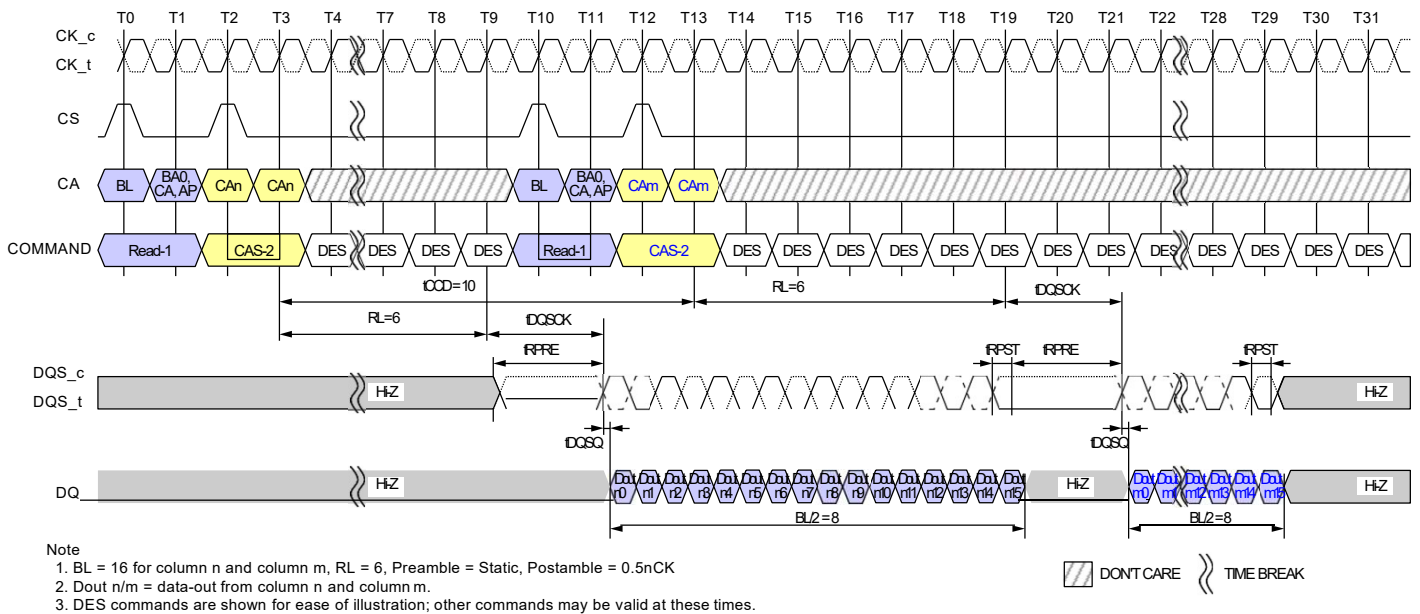 T0 T1 T2 T3 T4 T7 T8 T9 T10 T11 T12 T13 T14 T15 T16 T17 T18 T19 T20 T21 T22 T28 T29 T30 T31
CK_c
CK_t
CS
CA BL BA0, CA, AP CAn CAn BL BA0, CA, AP CAm CAm
COMMAND Read-1 CAS-2 DES DES DES DES Read-1 CAS-2 DES DES DES DES DES DES DES DES DES DES DES DES DES
tCCD=10 RL=6 tDQSCK
RL=6 tDQSCK
tRPRE tRPST tRPRE tRPST
DQS_c
DQS_t
Hi-Z Hi-Z
tDQSQ tDQSQ
DQ Hi-Z Dout n0 Dout n1 Dout n2 Dout n3 Dout n4 Dout n5 Dout n6 Dout n7 Dout n8 Dout n9 Dout n10 Dout n11 Dout n12 Dout n13 Dout n14 Dout n15 Hi-Z Dout m0 Dout m1 Dout m12 Dout m13 Dout m14 Dout m15 Hi-Z
BL/2 = 8 BL/2 = 8
Note
1. BL = 16 for column n and column m, RL = 6, Preamble = Static, Postamble = 0.5nCK
2. Dout n/m = data-out from column n and column m.
3. DES commands are shown for ease of illustration; other commands may be valid at these times.
DON'T CARE TIME BREAK